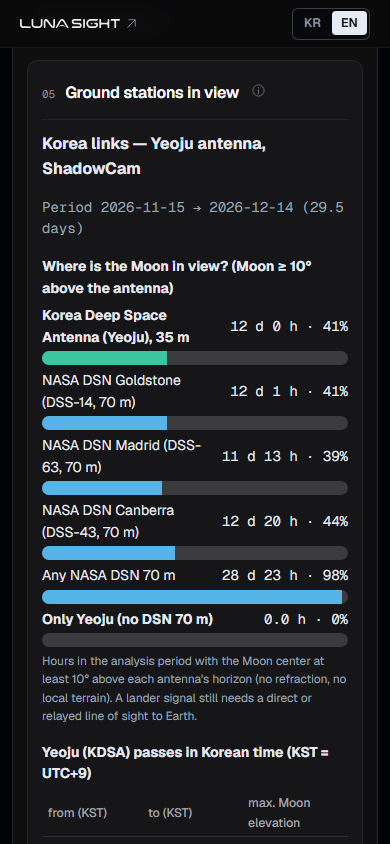 LUNA SIGHT ↗
KR EN
05 Ground stations in view ⓘ
Korea links — Yeoju antenna,
ShadowCam
Period 2026-11-15 → 2026-12-14 (29.5
days)
Where is the Moon in view? (Moon ≥ 10°
above the antenna)
Korea Deep Space
Antenna (Yeoju), 35 m
12 d 0 h · 41%
NASA DSN Goldstone
(DSS-14, 70 m)
12 d 1 h · 41%
NASA DSN Madrid (DSS-
63, 70 m)
11 d 13 h · 39%
NASA DSN Canberra
(DSS-43, 70 m)
12 d 20 h · 44%
Any NASA DSN 70 m
28 d 23 h · 98%
Only Yeoju (no DSN 70 m)
0.0 h · 0%
Hours in the analysis period with the Moon center at
least 10° above each antenna's horizon (no refraction, no
local terrain). A lander signal still needs a direct or
relayed line of sight to Earth.
Yeoju (KDSA) passes in Korean time (KST =
UTC+9)
from (KST)
to (KST)
max. Moon
elevation